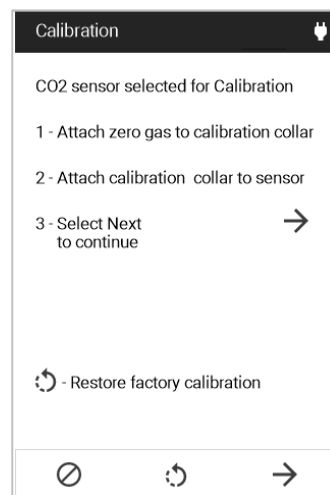 Calibration
CO2 sensor selected for Calibration
1 - Attach zero gas to calibration collar
2 - Attach calibration collar to sensor
3 - Select Next
to continue
- Restore factory calibration